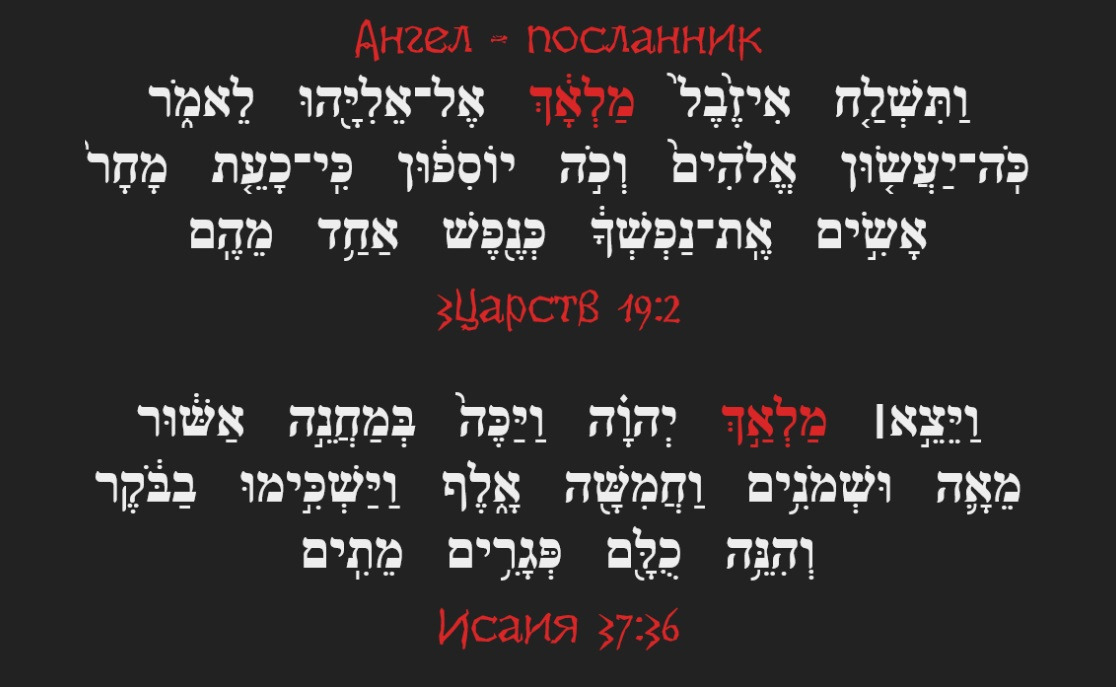 Ангел - посланник
וַתִּשְׁלַ֤ח אִיזֶ֙בֶל֙ מַלְאָ֔ךְ אֶל־אֵלִיָּ֖הוּ לֵאמֹ֑ר
כֹּֽה־יַעֲשׂ֤וּן אֱלֹהִים֙ וְכֹ֣ה יוֹסִפ֔וּן כִּֽי־כָעֵ֤ת מָחָר֙
אָשִׂ֣ים אֶֽת־נַפְשְׁךָ֔ כְּנֶ֖פֶשׁ אַחַ֥ד מֵהֶֽם
3Царств 19:2
וַיֵּצֵ֣א׀ מַלְאַ֣ךְ יְהוָ֗ה וַיַּכֶּה֙ בְּמַחֲנֵ֣ה אַשּׁ֔וּר
מֵאָ֛ה וּשְׁמֹנִ֥ים וַחֲמִשָּׁ֖ה אָ֑לֶף וַיַּשְׁכִּ֣ימוּ בַבֹּ֔קֶר
וְהִנֵּ֥ה כֻלָּ֖ם פְּגָרִ֥ים מֵתִֽים
Исаия 37:36